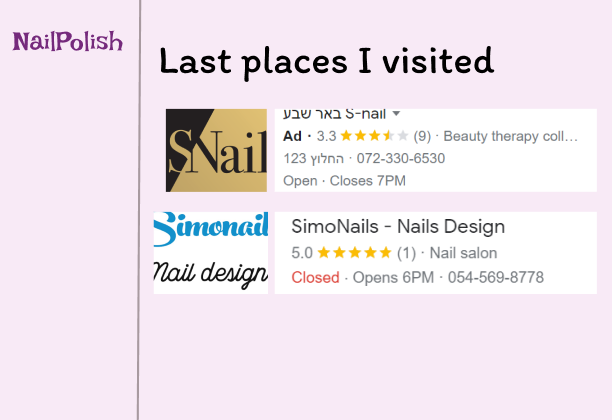 NailPolish
Last places I visited
SNail
באר שבע S-nail
Ad · 3.3 (9) · Beauty therapy coll…
החלוץ 123 · 072-330-6530
Open · Closes 7PM
Simonail
Nail design
SimoNails - Nails Design
5.0 (1) · Nail salon
Closed · Opens 6PM · 054-569-8778